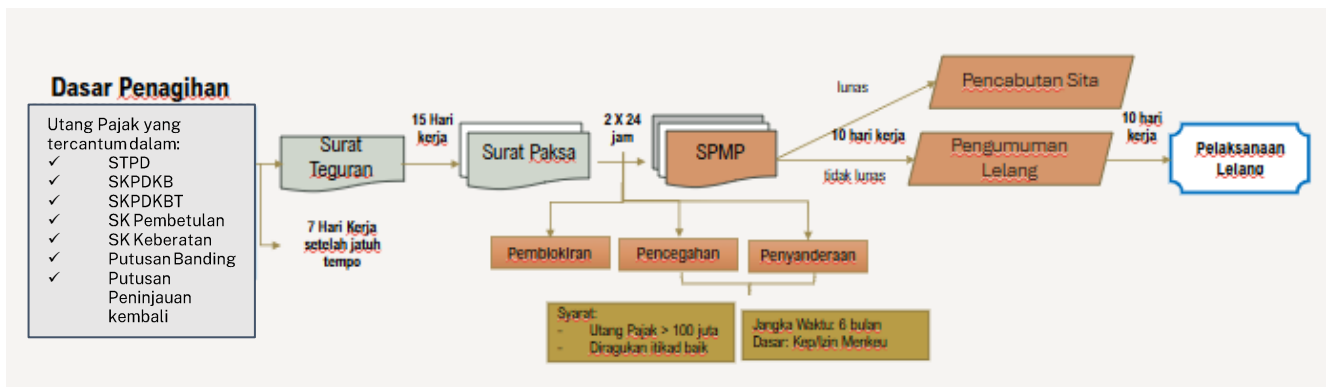 Dasar Penagihan
Utang Pajak yang
tercantum dalam:
✓ STPD
✓ SKPDKB
✓ SKPDKBT
✓ SK Pembetulan
✓ SK Keberatan
✓ Putusan Banding
✓ Putusan
Peninjauan
kembali
Surat
Teguran
7 Hari Kerja
setelah jatuh
tempo
15 Hari
kerja
Surat Paksa
2 X 24
jam
SPMP
Pemblokiran
Pencegahan
Penyanderaan
Syarat:
- Utang Pajak > 100 juta
- Diragukan itikad baik
Jangka Waktu: 6 bulan
Dasar: Kep/Izin Menkeu
lunas
Pencabutan Sita
10 hari kerja
tidak lunas
Pengumuman
Lelang
10 hari
kerja
Pelaksanaan
Lelang